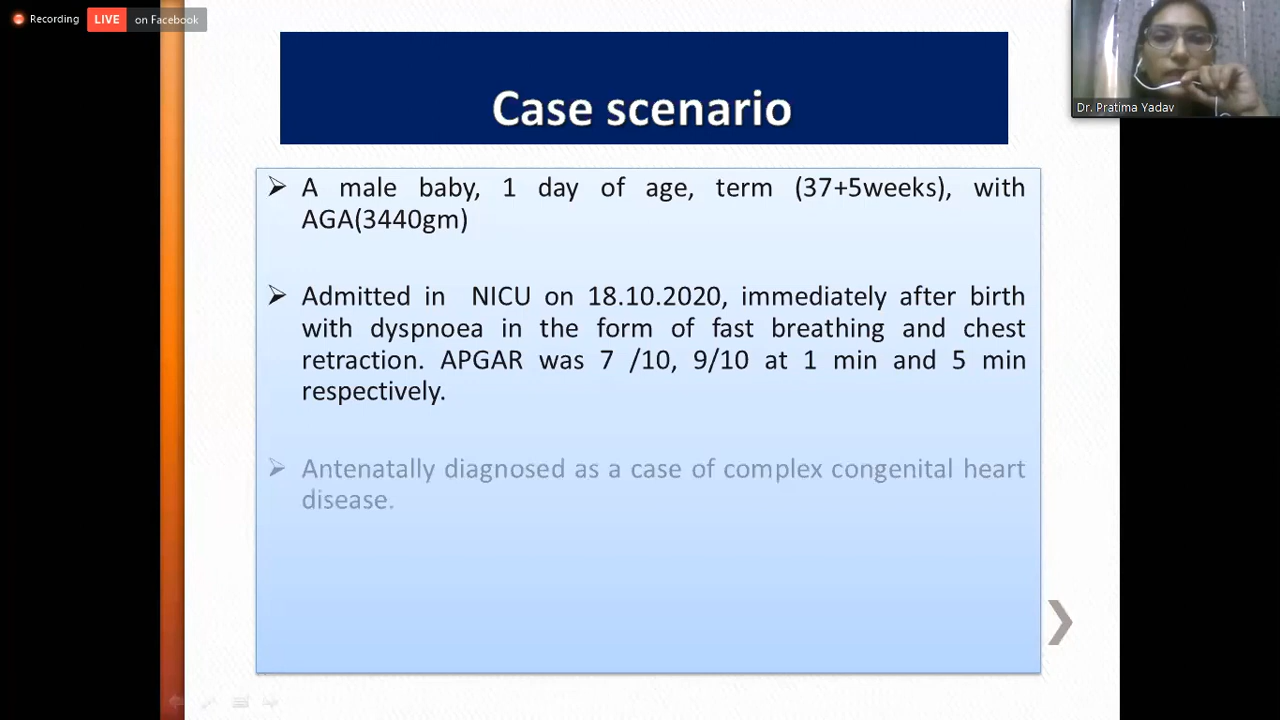 Recording
LIVE on Facebook
Dr. Pratima Yadav
Case scenario
➢ A male baby, 1 day of age, term (37+5weeks), with
AGA(3440gm)
➢ Admitted in NICU on 18.10.2020, immediately after birth
with dyspnoea in the form of fast breathing and chest
retraction. APGAR was 7 /10, 9/10 at 1 min and 5 min
respectively.
➢ Antenatally diagnosed as a case of complex congenital heart
disease.